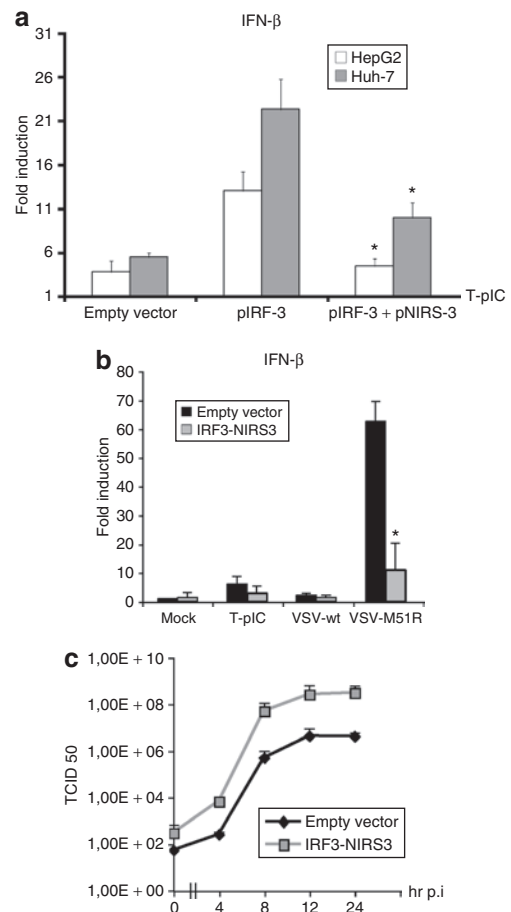 a
IFN-β
31
26
21
16
11
6
1
Fold induction
HepG2
Huh-7
*
*
T-pIC
Empty vector
pIRF-3
pIRF-3 + pNIRS-3
b
IFN-β
80
70
60
50
40
30
20
10
0
Fold induction
Empty vector
IRF3-NIRS3
*
Mock
T-pIC
VSV-wt
VSV-M51R
c
1,00E + 10
1,00E + 08
1,00E + 06
1,00E + 04
1,00E + 02
1,00E + 00
TCID 50
Empty vector
IRF3-NIRS3
hr p.i
0
4
8
12
24